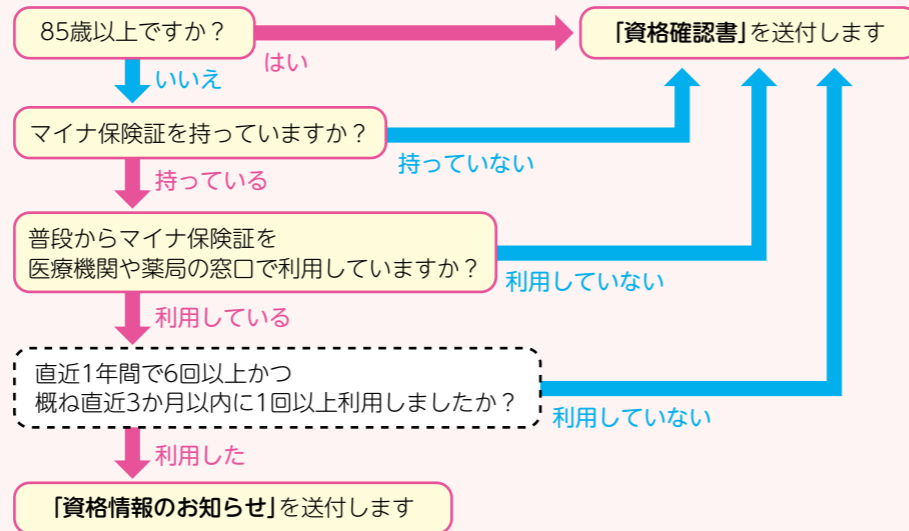 85歳以上ですか？
はい
「資格確認書」を送付します
いいえ
マイナ保険証を持っていますか？
持っていない
持っている
普段からマイナ保険証を
医療機関や薬局の窓口で利用していますか？
利用していない
利用している
直近1年間で6回以上かつ
概ね直近3か月以内に1回以上利用しましたか？
利用していない
利用した
「資格情報のお知らせ」を送付します